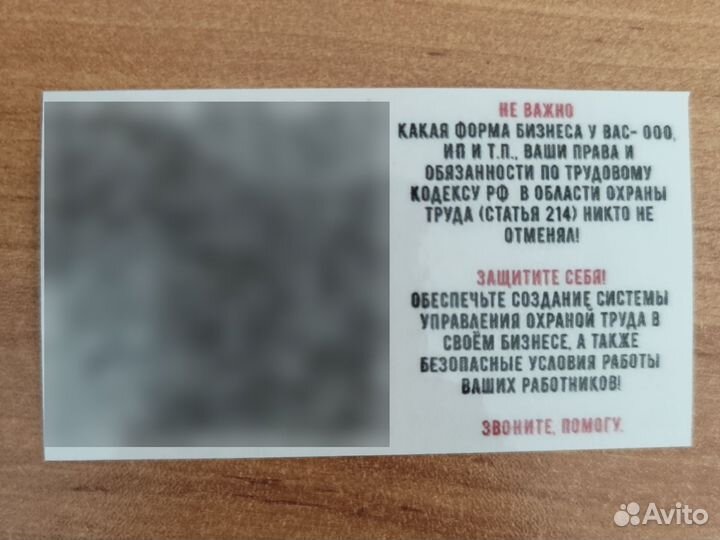 НЕ ВАЖНО
КАКАЯ ФОРМА БИЗНЕСА У ВАС- ООО,
ИП И Т.П., ВАШИ ПРАВА И
ОБЯЗАННОСТИ ПО ТРУДОВОМУ
КОДЕКСУ РФ В ОБЛАСТИ ОХРАНЫ
ТРУДА (СТАТЬЯ 214) НИКТО НЕ
ОТМЕНЯЛ!
ЗАЩИТИТЕ СЕБЯ!
ОБЕСПЕЧЬТЕ СОЗДАНИЕ СИСТЕМЫ
УПРАВЛЕНИЯ ОХРАНОЙ ТРУДА В
СВОЁМ БИЗНЕСЕ, А ТАКЖЕ
БЕЗОПАСНЫЕ УСЛОВИЯ РАБОТЫ
ВАШИХ РАБОТНИКОВ!
ЗВОНИТЕ, ПОМОГУ.
Avito